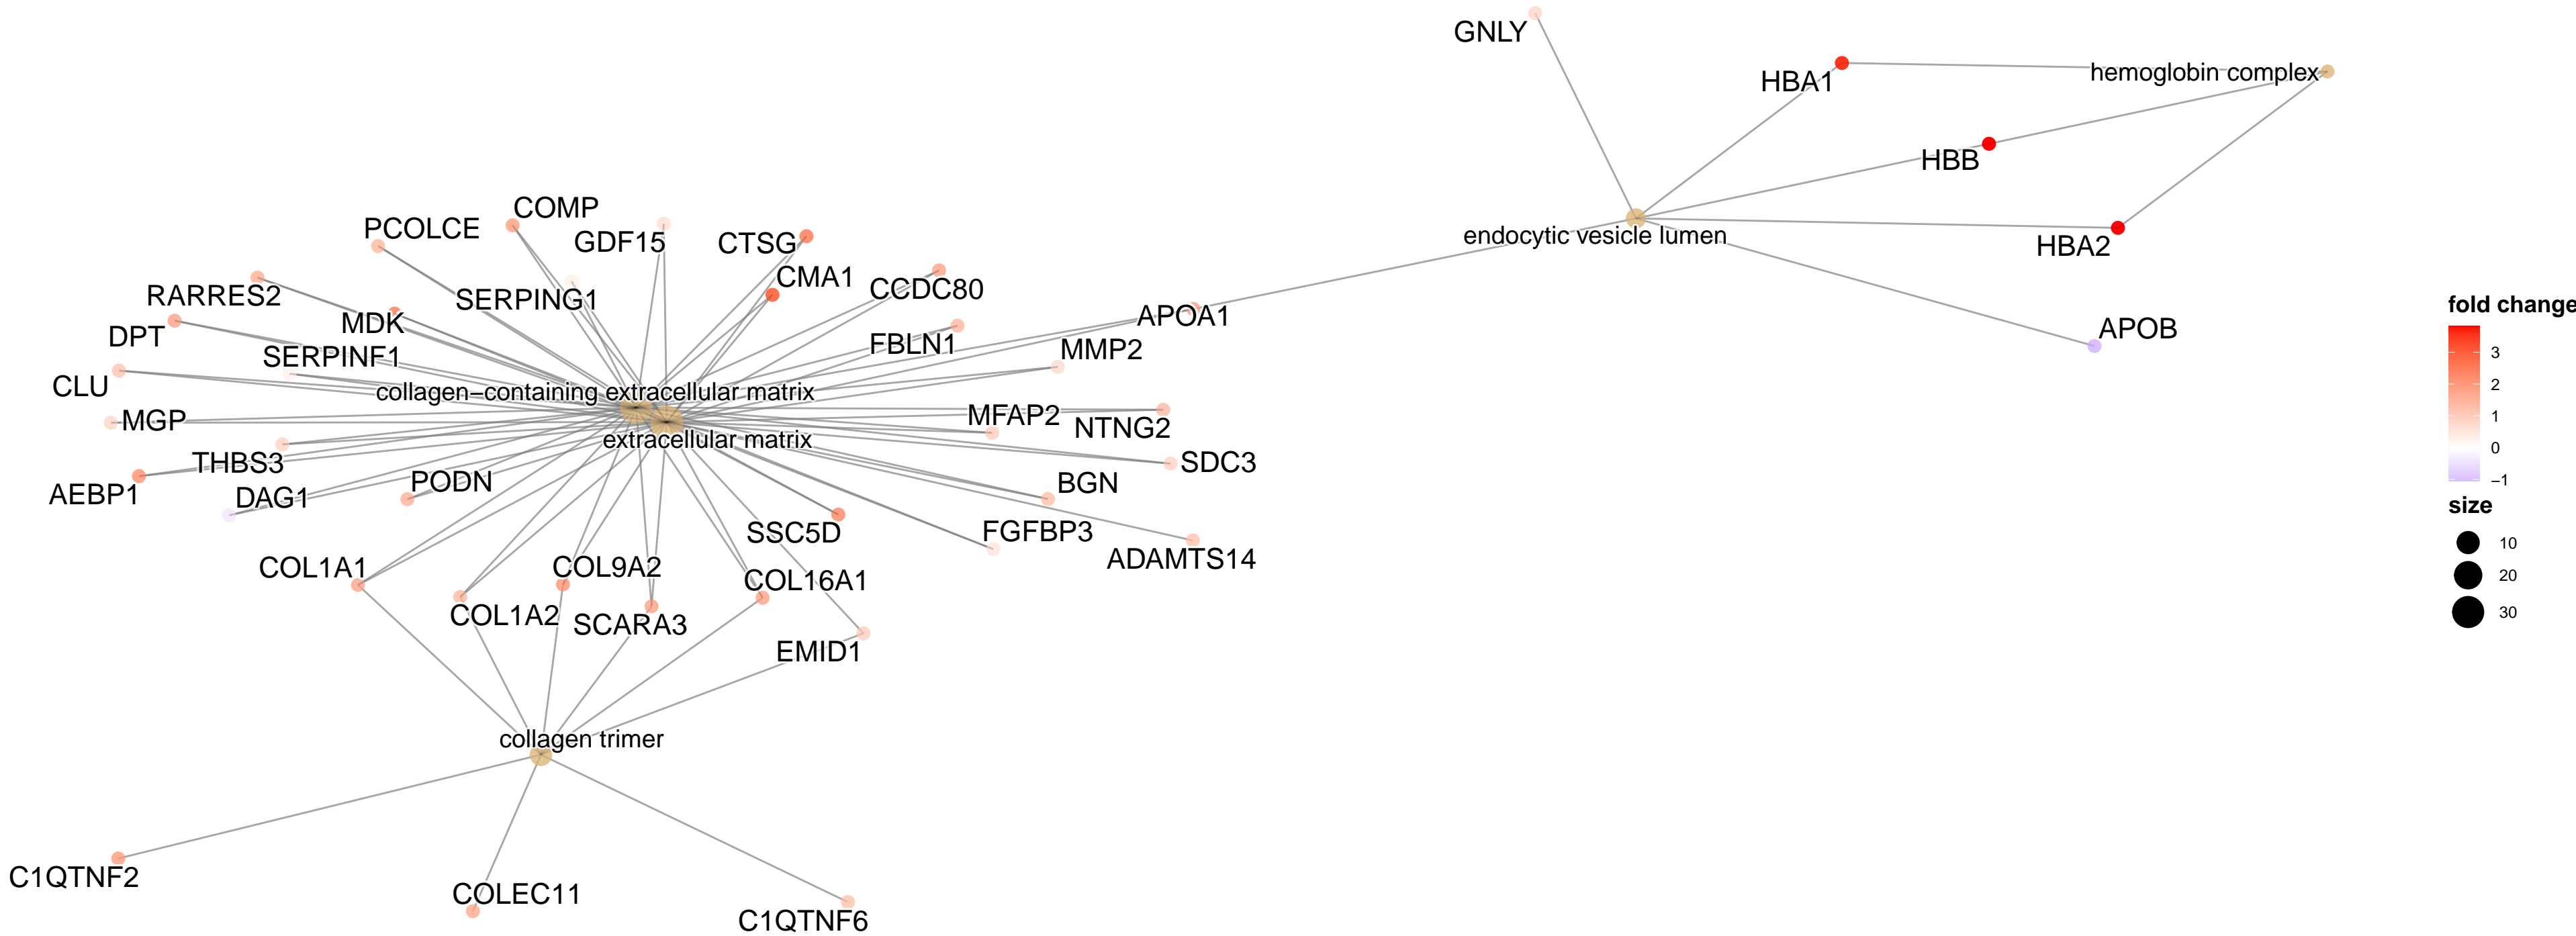 GNLY
HBA1
hemoglobin complex
HBB
COMP
PCOLCE
GDF15
CTSG
endocytic vesicle lumen
HBA2
CMA1
CCDC80
RARRES2
SERPING1
fold change
MDK
APOA1
APOB
DPT
FBLN1
MMP2
SERPINF1
3
CLU
collagen−containing extracellular matrix
2
MGP
MFAP2
NTNG2
1
extracellular matrix
0
THBS3
SDC3
AEBP1
DAG1
PODN
BGN
−1
size
SSC5D
FGFBP3
10
ADAMTS14
COL1A1
COL9A2
COL16A1
20
COL1A2
SCARA3
30
EMID1
collagen trimer
C1QTNF2
COLEC11
C1QTNF6